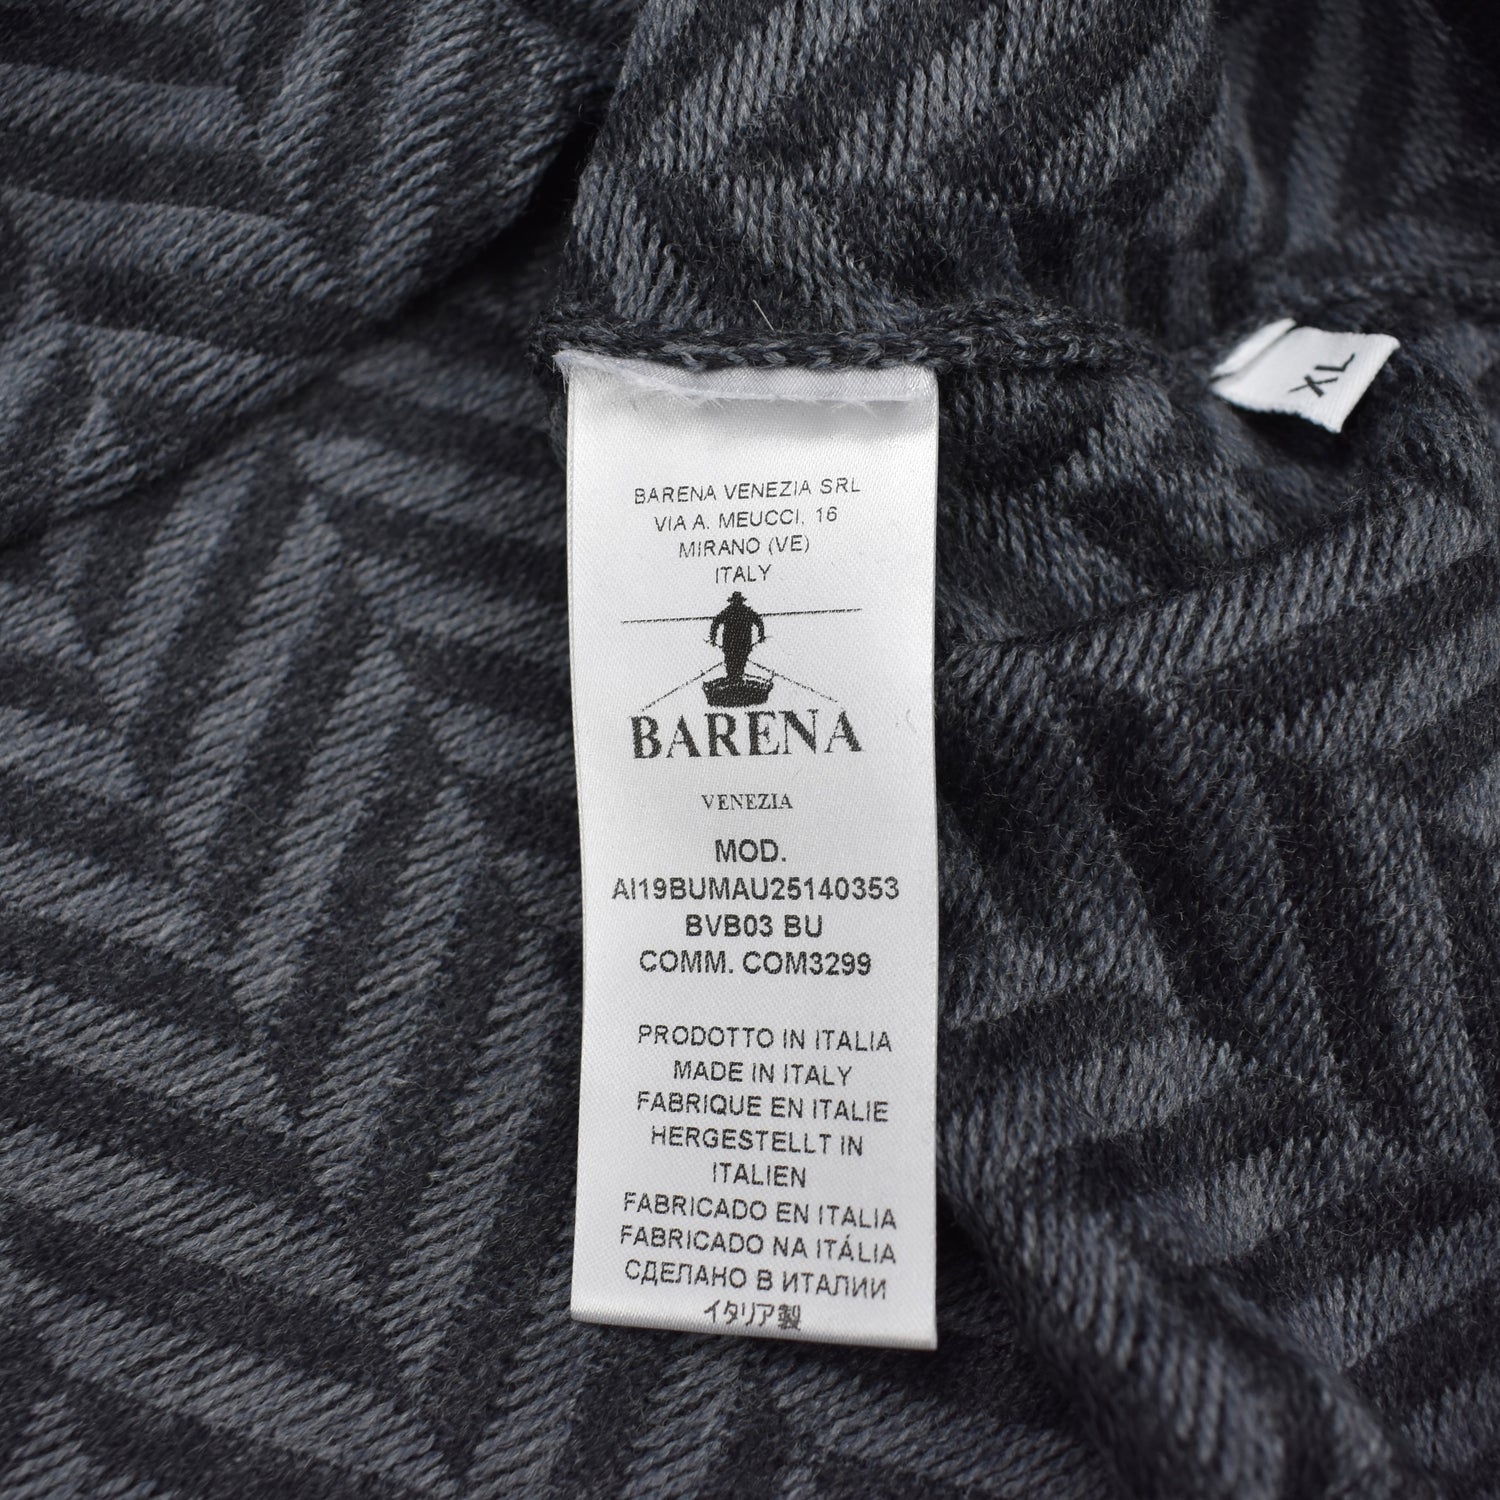 BARENA VENEZIA SRL
VIA A. MEUCCI, 16
MIRANO (VE)
ITALY
BARENA
VENEZIA
MOD.
AI19BUMAU25140353
BVB03 BU
COMM. COM3299
PRODOTTO IN ITALIA
MADE IN ITALY
FABRIQUE EN ITALIE
HERGESTELLT IN
ITALIEN
FABRICADO EN ITALIA
FABRICADO NA ITÁLIA
СДЕЛАНО В ИТАЛИИ
イタリア製
XL